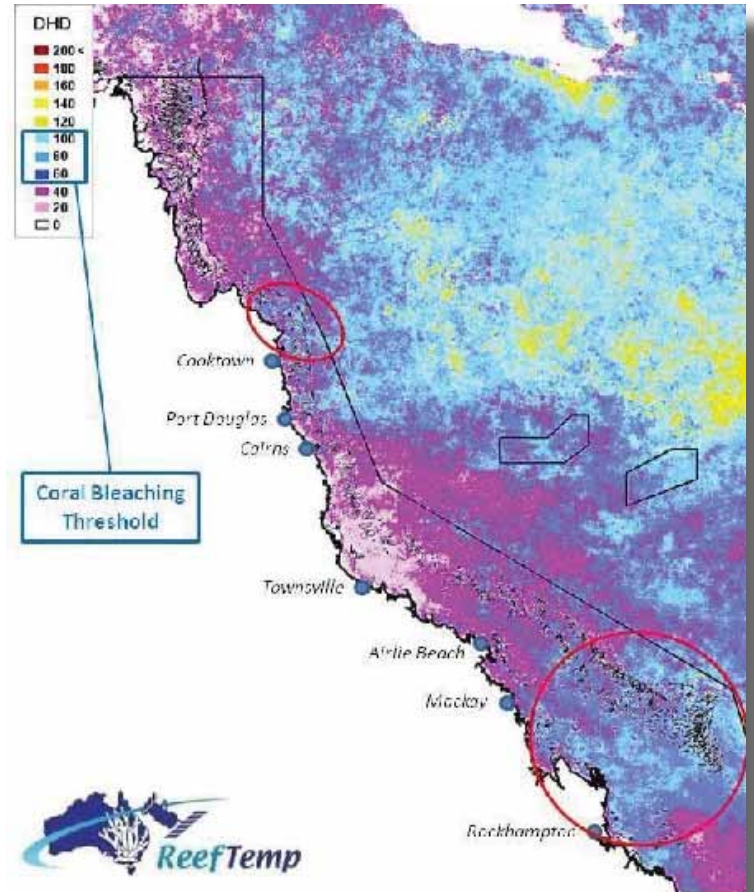 DHD
200 <
180
160
140
120
100
80
60
40
20
0
Cooktown
Port Douglas
Cairns
Coral Bleaching
Threshold
Townsville
Airlie Beach
Mackay
Rockhampton
ReefTemp